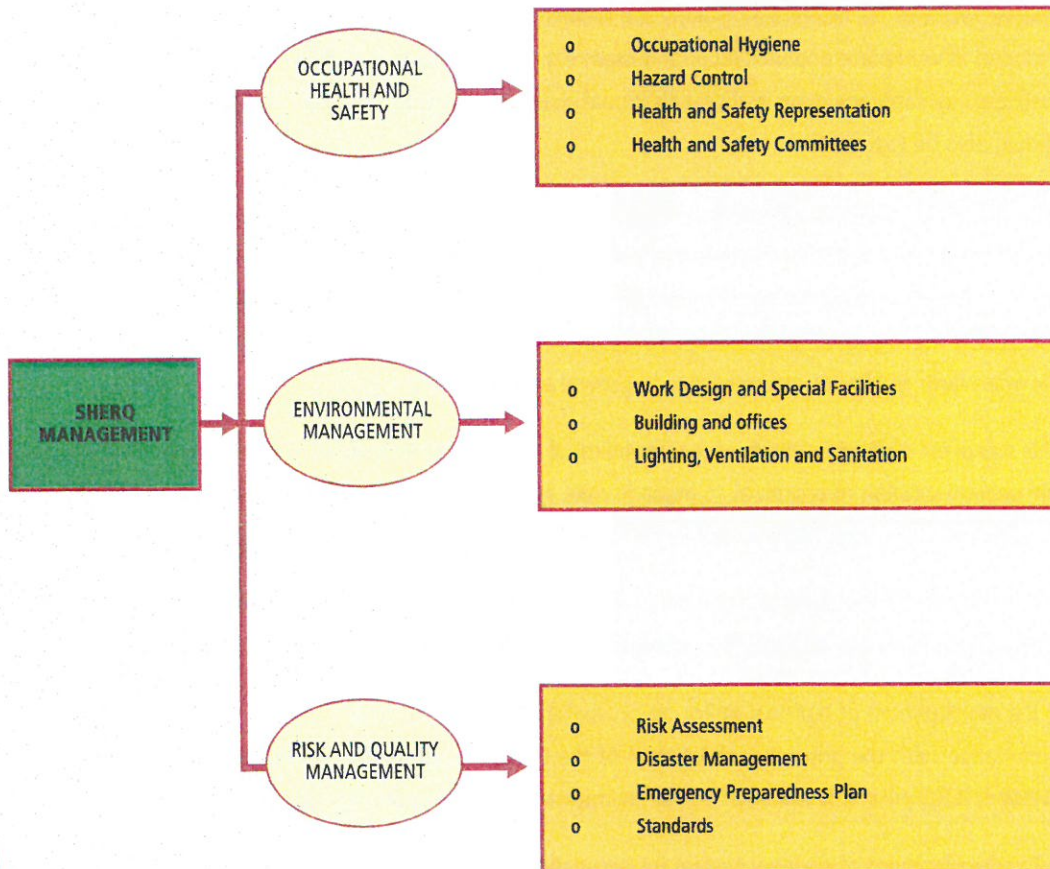 OCCUPATIONAL
HEALTH AND
SAFETY
o Occupational Hygiene
o Hazard Control
o Health and Safety Representation
o Health and Safety Committees
SHERQ
MANAGEMENT
ENVIRONMENTAL
MANAGEMENT
o Work Design and Special Facilities
o Building and offices
o Lighting, Ventilation and Sanitation
RISK AND QUALITY
MANAGEMENT
o Risk Assessment
o Disaster Management
o Emergency Preparedness Plan
o Standards